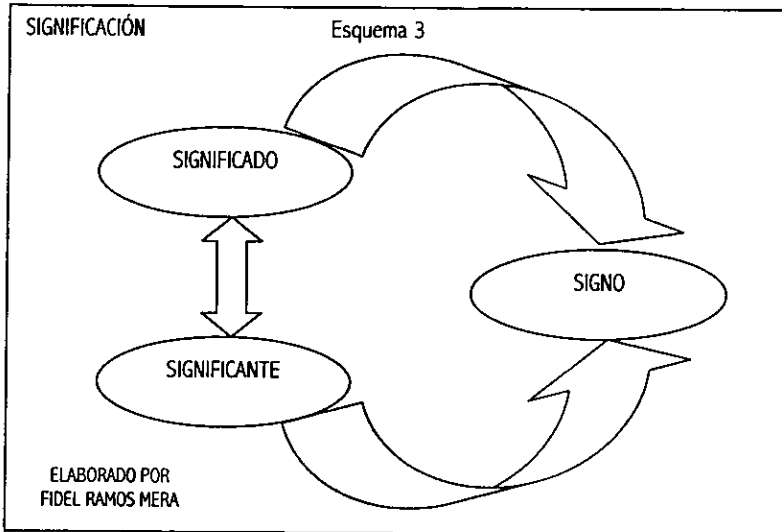 SIGNIFICACIÓN
Esquema 3
SIGNIFICADO
SIGNO
SIGNIFICANTE
ELABORADO POR
FIDEL RAMOS MERA